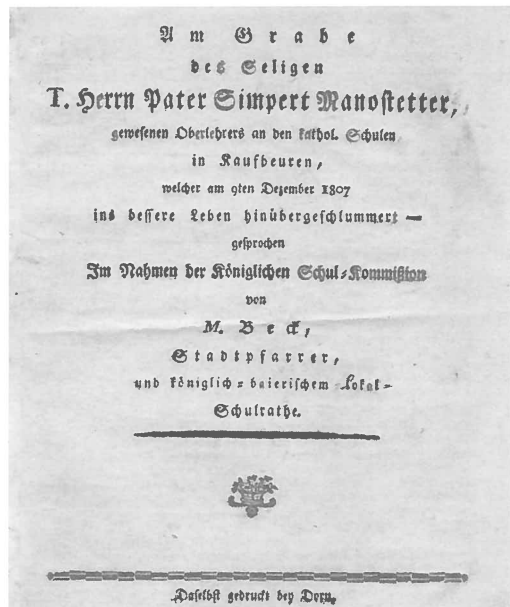 Am Grabe
des Seligen
T. Herrn Pater Simpert Manostetter,
gewesenen Oberlehrers an den kathol. Schulen
in Kaufbeuren,
welcher am 9ten Dezember 1807
ins bessere Leben hinübergeschlummert —
gesprochen
Im Nahmen der Königlichen Schul-Kommißion
von
M. Beck,
Stadtpfarrer,
und königlich-baierischem Lokal-
Schulrathe.
Daselbst gedruckt bey Dorn.